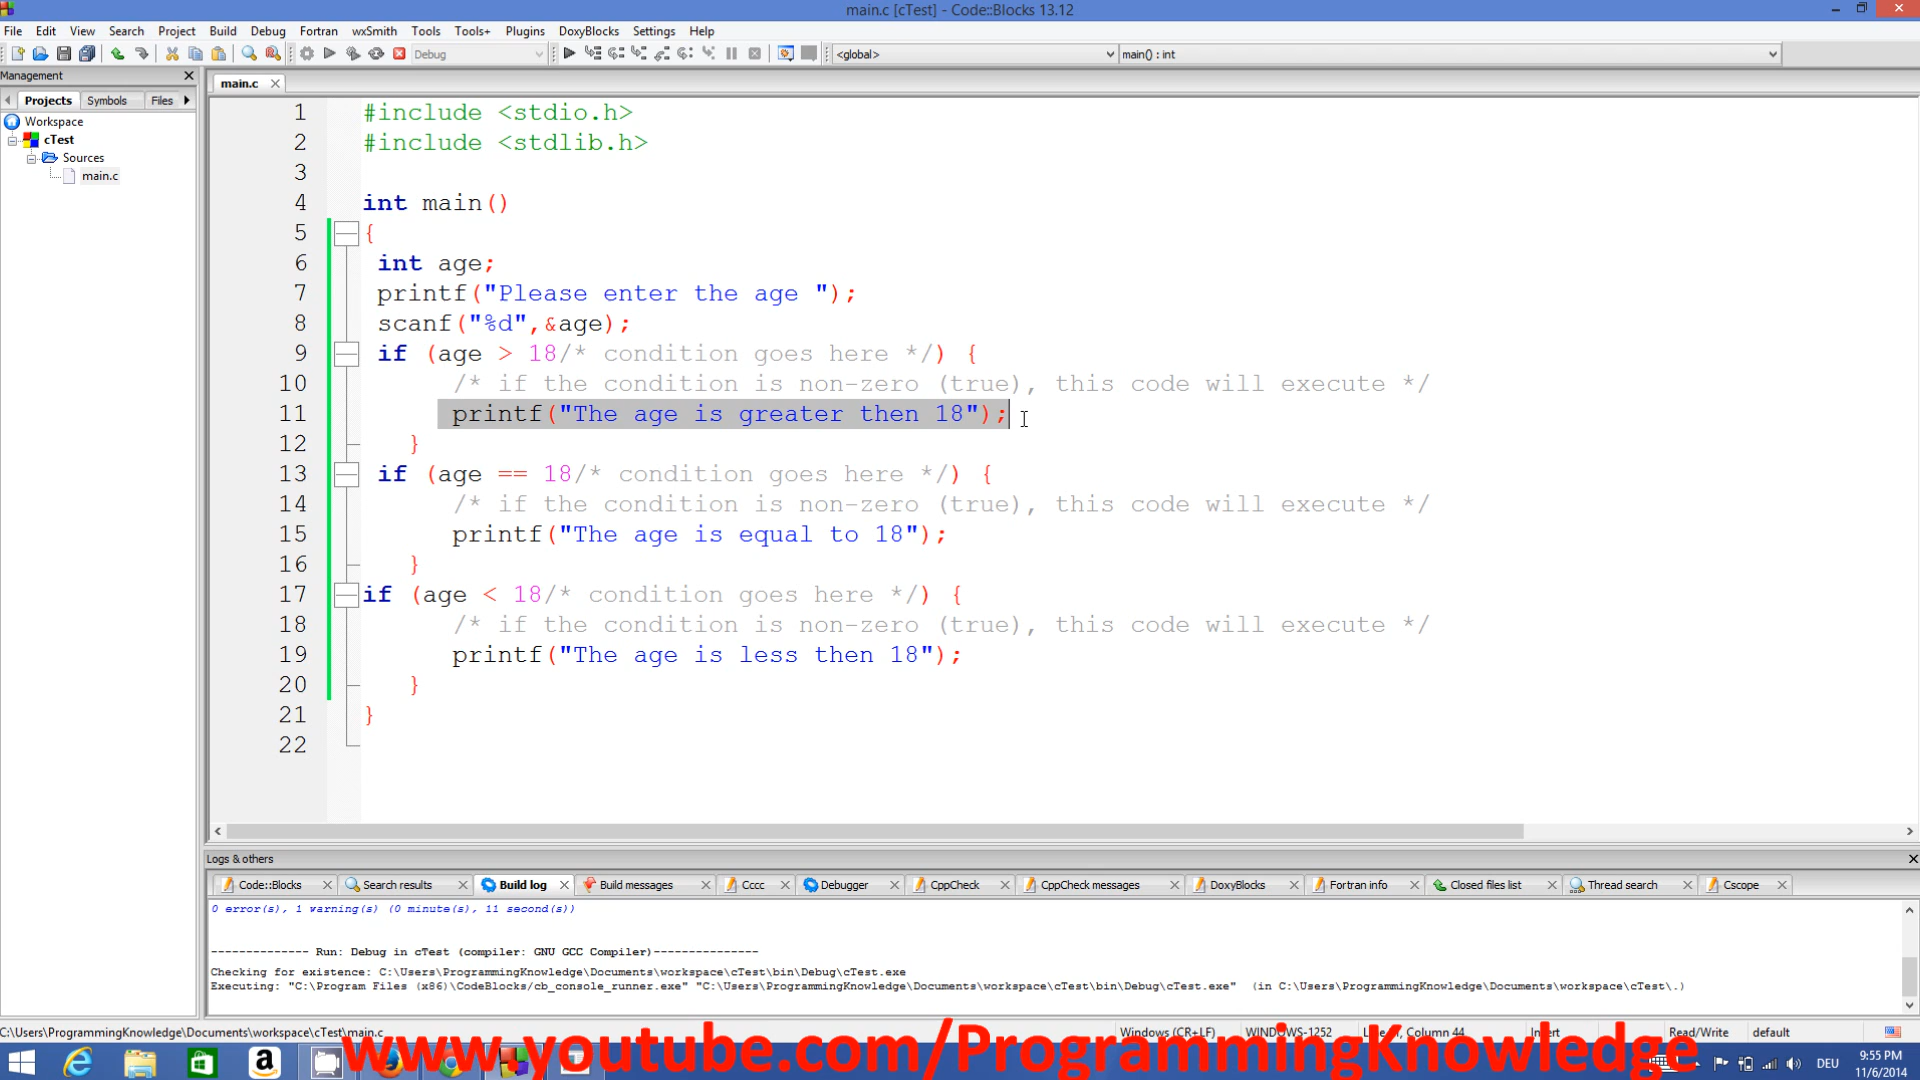 main.c [cTest] - Code::Blocks 13.12
File Edit View Search Project Build Debug Fortran wxSmith Tools Tools+ Plugins DoxyBlocks Settings Help
Debug <global> main() : int
Management
main.c
Projects Symbols Files
Workspace
cTest
Sources
main.c
1 #include <stdio.h>
2 #include <stdlib.h>
3
4 int main()
5 {
6 int age;
7 printf("Please enter the age ");
8 scanf("%d",&age);
9 if (age > 18/* condition goes here */) {
10 /* if the condition is non-zero (true), this code will execute */
11 printf("The age is greater then 18");
12 }
13 if (age == 18/* condition goes here */) {
14 /* if the condition is non-zero (true), this code will execute */
15 printf("The age is equal to 18");
16 }
17 if (age < 18/* condition goes here */) {
18 /* if the condition is non-zero (true), this code will execute */
19 printf("The age is less then 18");
20 }
21 }
22
Logs & others
Code::Blocks Search results Build log Build messages Cccc Debugger CppCheck CppCheck messages DoxyBlocks Fortran info Closed files list Thread search Cscope
0 error(s), 1 warning(s) (0 minute(s), 11 second(s))
-------------- Run: Debug in cTest (compiler: GNU GCC Compiler)---------------
Checking for existence: C:\Users\ProgrammingKnowledge\Documents\workspace\cTest\bin\Debug\cTest.exe
Executing: "C:\Program Files (x86)\CodeBlocks/cb_console_runner.exe" "C:\Users\ProgrammingKnowledge\Documents\workspace\cTest\bin\Debug\cTest.exe" (in C:\Users\ProgrammingKnowledge\Documents\workspace\cTest\.)
C:\Users\ProgrammingKnowledge\Documents\workspace\cTest\main.c Windows (CR+LF) WINDOWS-1252 Column 44 Insert Read/Write default
www.youtube.com/ProgrammingKnowledge
DEU 9:55 PM
11/6/2014